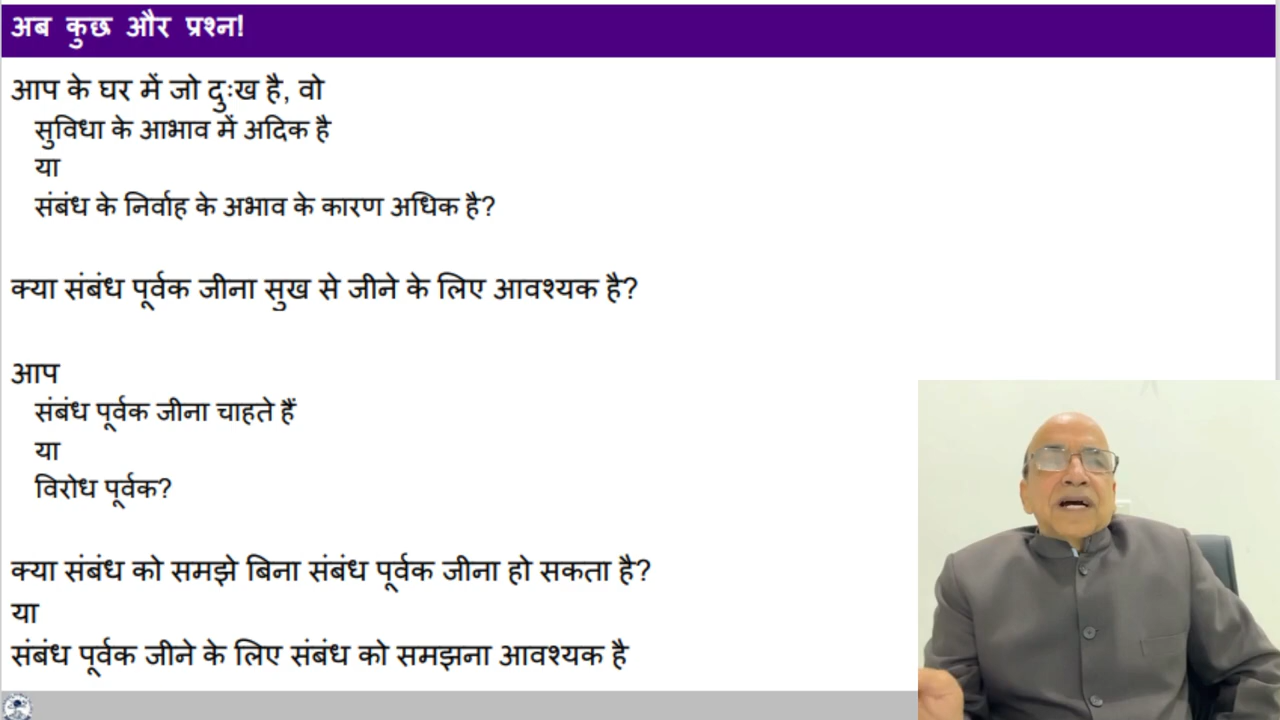 अब कुछ और प्रश्न!
आप के घर में जो दुःख है, वो
सुविधा के आभाव में अदिक है
या
संबंध के निर्वाह के अभाव के कारण अधिक है?
क्या संबंध पूर्वक जीना सुख से जीने के लिए आवश्यक है?
आप
संबंध पूर्वक जीना चाहते हैं
या
विरोध पूर्वक?
क्या संबंध को समझे बिना संबंध पूर्वक जीना हो सकता है?
या
संबंध पूर्वक जीने के लिए संबंध को समझना आवश्यक है